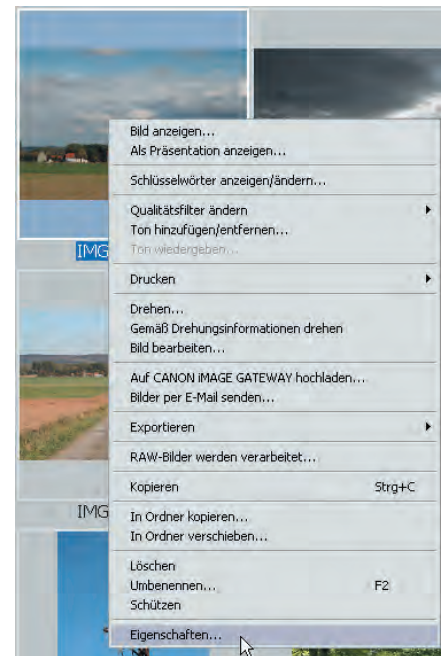 Bild anzeigen...
Als Präsentation anzeigen...
Schlüsselwörter anzeigen/ändern...
Qualitätsfilter ändern
Ton hinzufügen/entfernen...
IMG
Ton wiedergeben...
Drucken
Drehen...
Gemäß Drehungsinformationen drehen
Bild bearbeiten...
Auf CANON iMAGE GATEWAY hochladen...
Bilder per E-Mail senden...
Exportieren
RAW-Bilder werden verarbeitet...
Kopieren Strg+C
IMG
In Ordner kopieren...
In Ordner verschieben...
Löschen
Umbenennen... F2
Schützen
Eigenschaften...